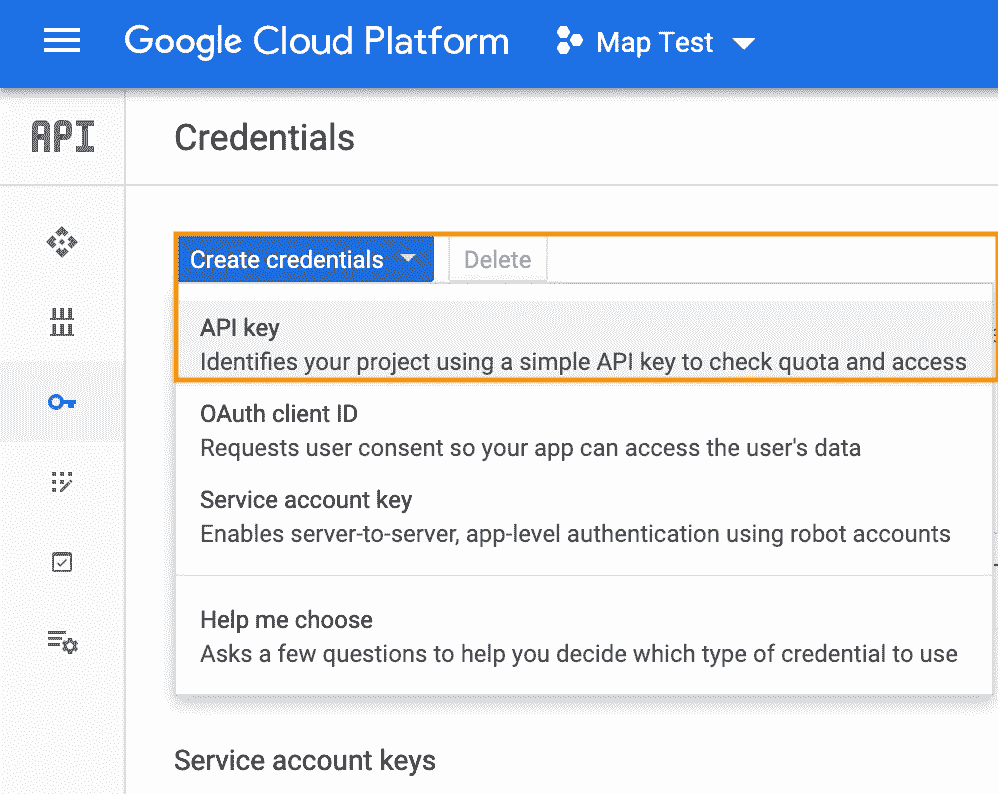 Google Cloud Platform Map Test
API Credentials
Create credentials Delete
API key
Identifies your project using a simple API key to check quota and access
OAuth client ID
Requests user consent so your app can access the user's data
Service account key
Enables server-to-server, app-level authentication using robot accounts
Help me choose
Asks a few questions to help you decide which type of credential to use
Service account keys